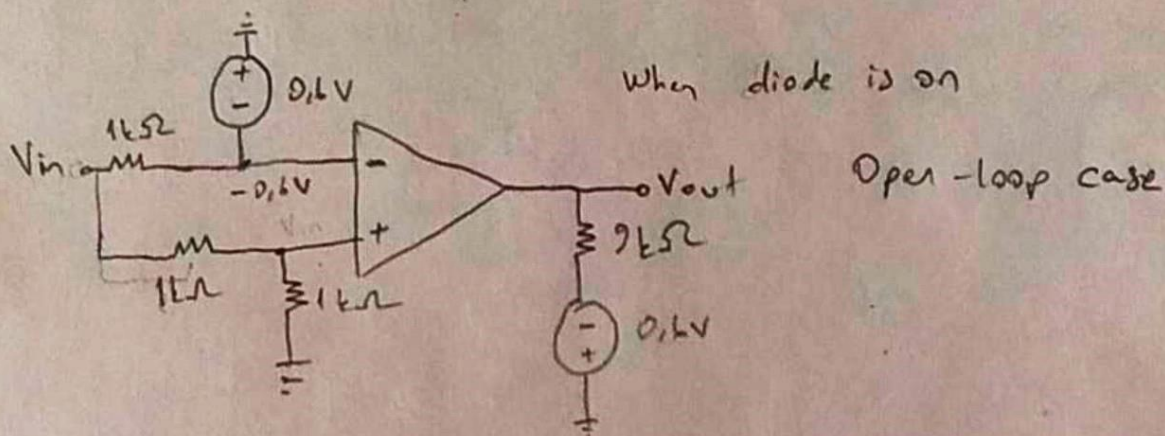 0,6V
When diode is on
1kΩ
Vin
-
Vout
Open-loop case
-0,6V
Vin
+
9kΩ
1kΩ
1kΩ
0,6V